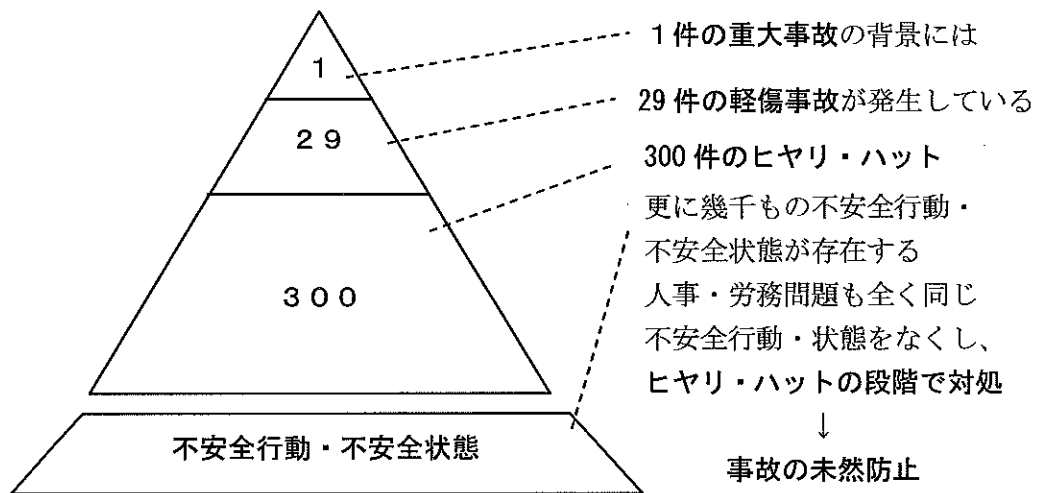 1
29
300
不安全行動・不安全状態
1件の重大事故の背景には
29件の軽傷事故が発生している
300件のヒヤリ・ハット
更に幾千もの不安全行動・
不安全状態が存在する
人事・労務問題も全く同じ
不安全行動・状態をなくし、
ヒヤリ・ハットの段階で対処
↓
事故の未然防止